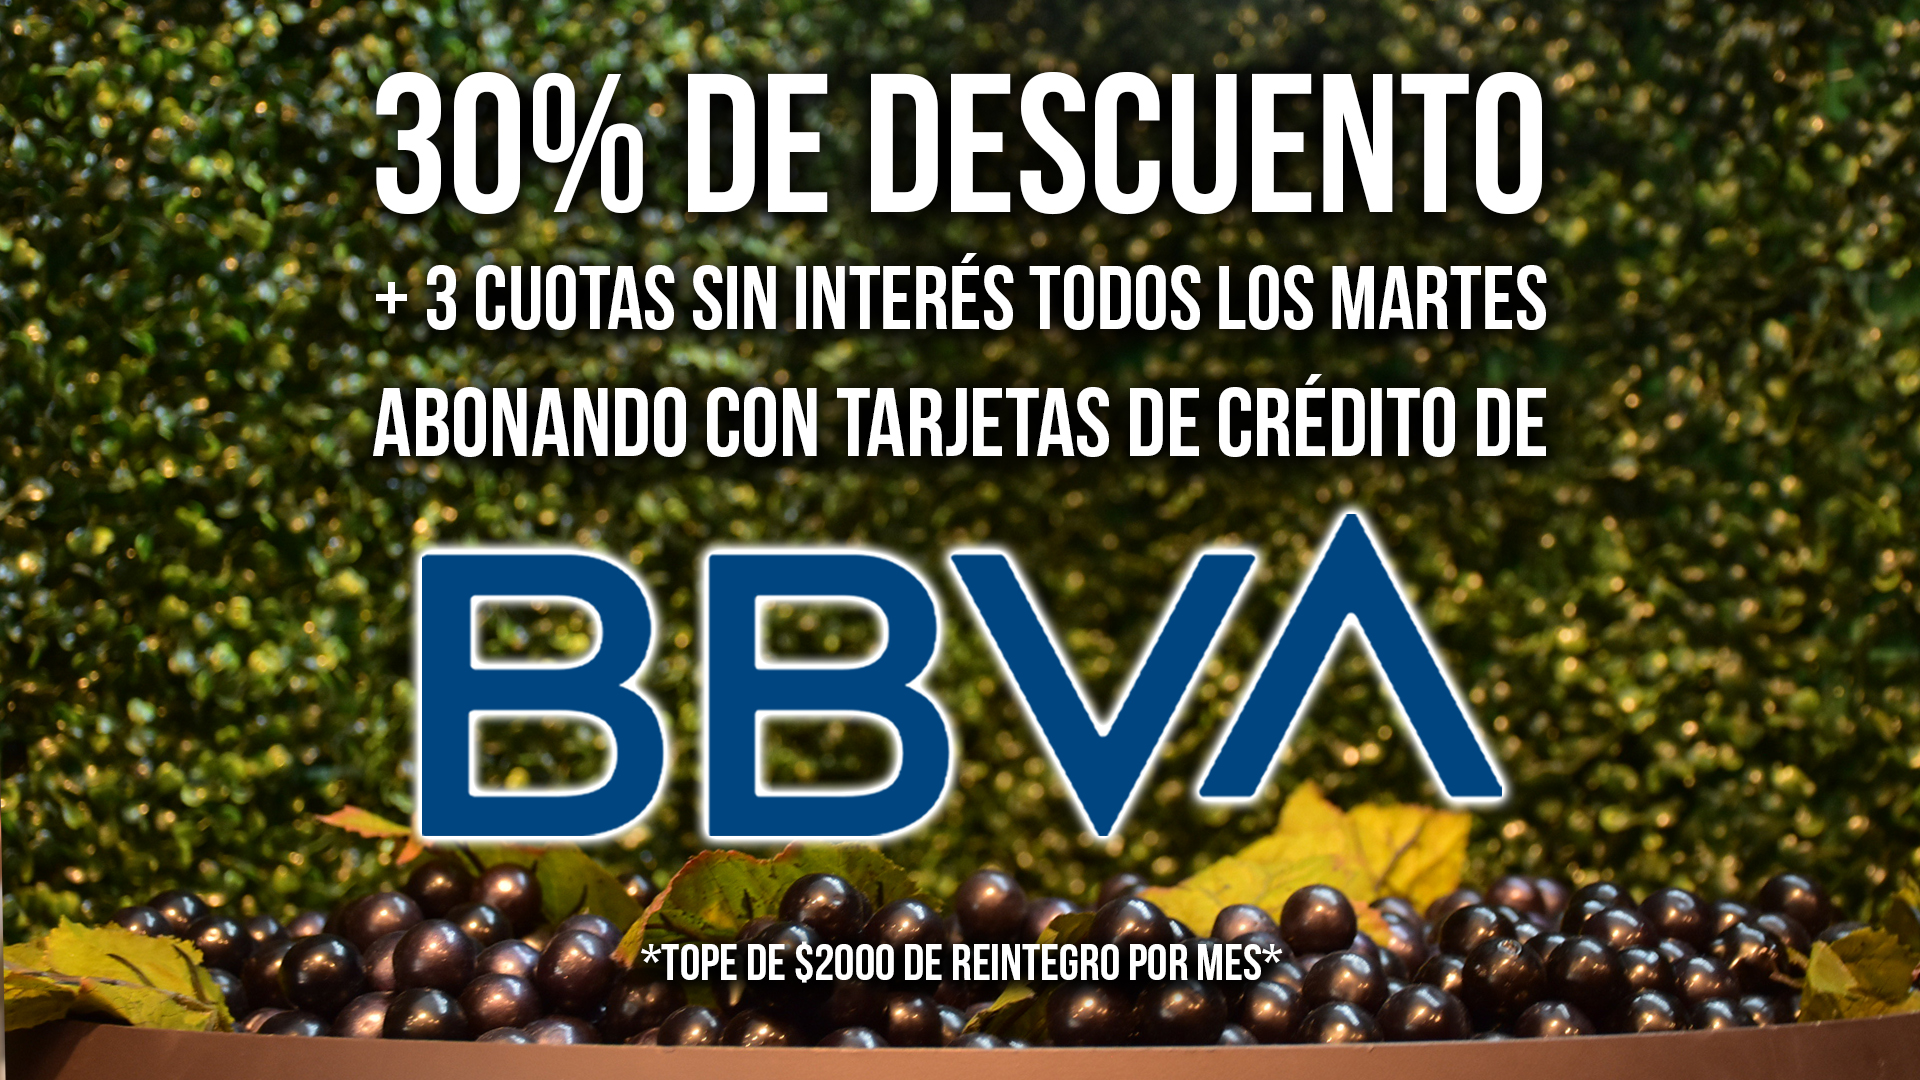 30% DE DESCUENTO
+ 3 CUOTAS SIN INTERÉS TODOS LOS MARTES
ABONANDO CON TARJETAS DE CRÉDITO DE
BBVA
*TOPE DE $2000 DE REINTEGRO POR MES*